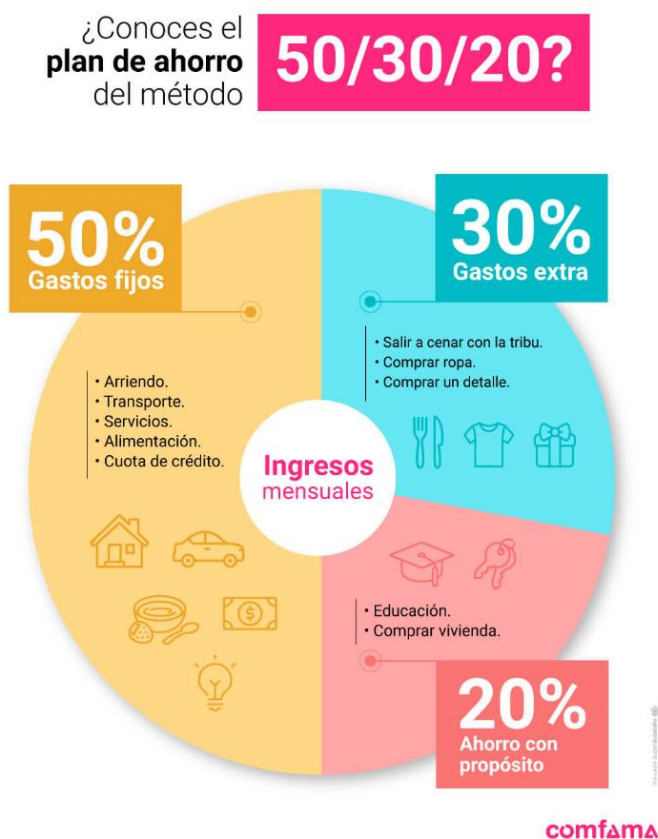 ¿Conoces el
plan de ahorro
del método
50/30/20?
50%
Gastos fijos
30%
Gastos extra
• Salir a cenar con la tribu.
• Comprar ropa.
• Comprar un detalle.
• Arriendo.
• Transporte.
• Servicios.
• Alimentación.
• Cuota de crédito.
Ingresos
mensuales
• Educación.
• Comprar vivienda.
20%
Ahorro con
propósito
comfama